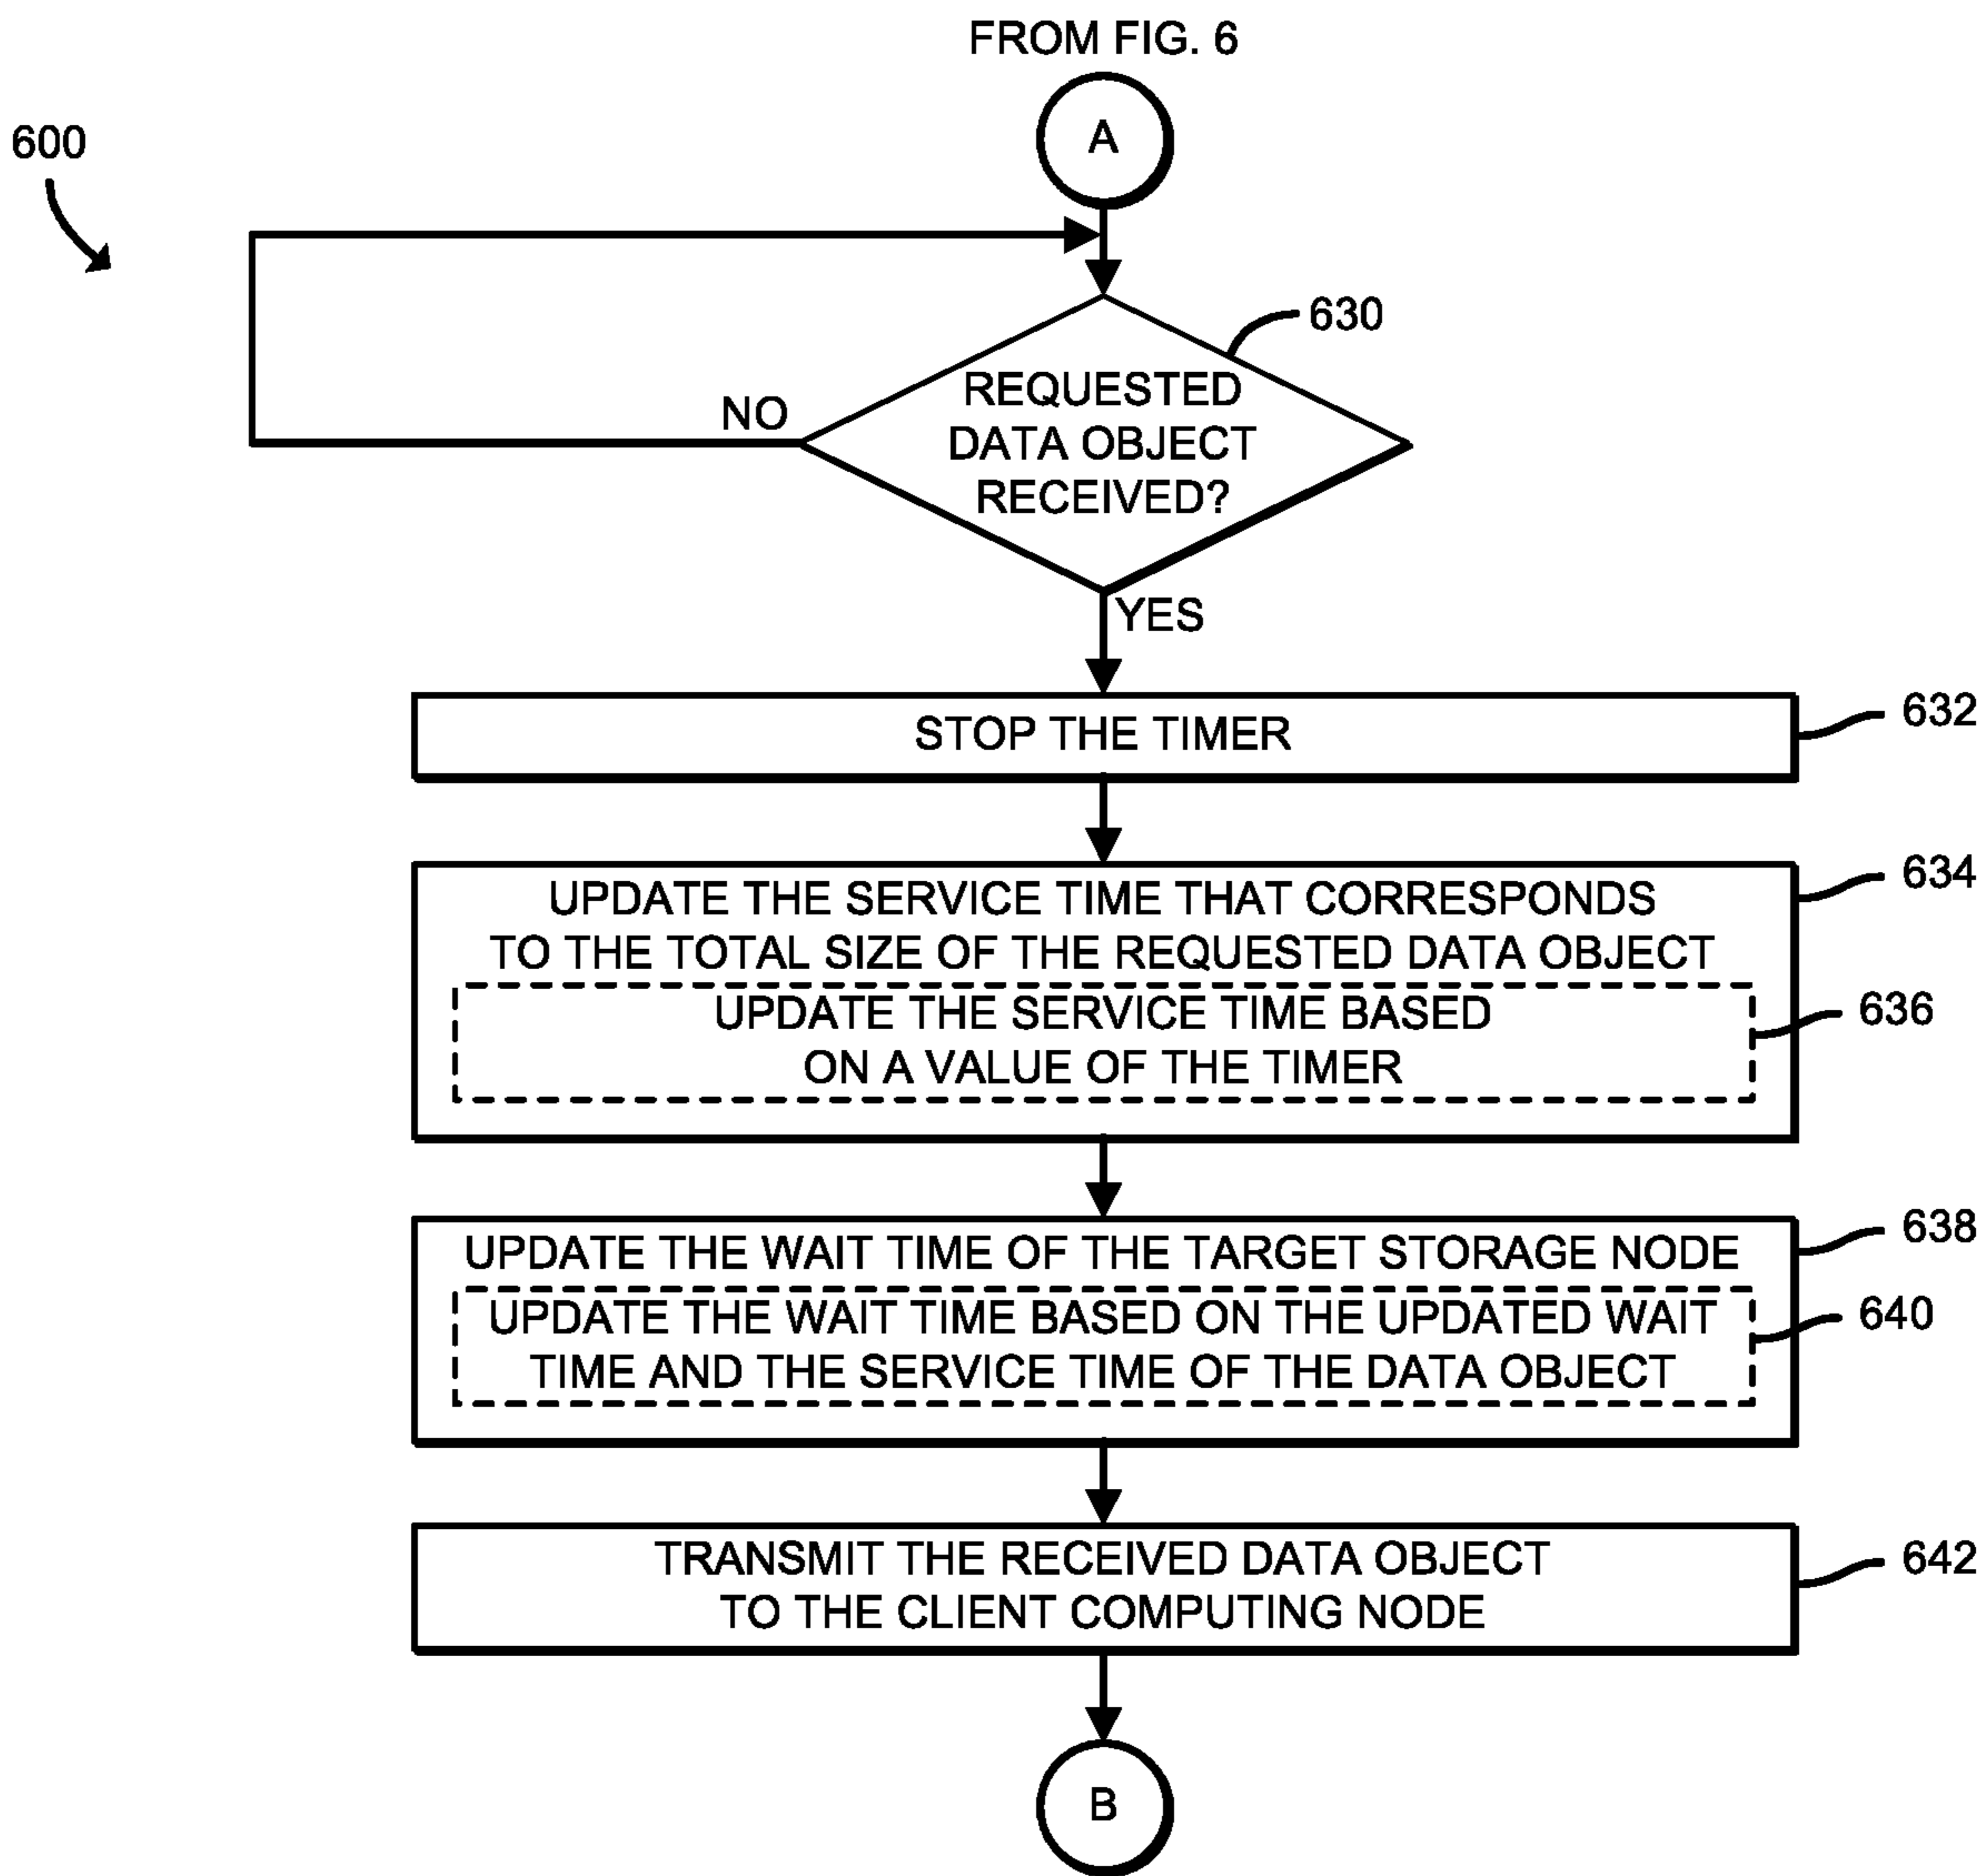 FROM FIG. 6
A
600
630
REQUESTED
DATA OBJECT
RECEIVED?
NO
YES
STOP THE TIMER
632
UPDATE THE SERVICE TIME THAT CORRESPONDS
TO THE TOTAL SIZE OF THE REQUESTED DATA OBJECT
634
UPDATE THE SERVICE TIME BASED
ON A VALUE OF THE TIMER
636
UPDATE THE WAIT TIME OF THE TARGET STORAGE NODE
638
UPDATE THE WAIT TIME BASED ON THE UPDATED WAIT
TIME AND THE SERVICE TIME OF THE DATA OBJECT
640
TRANSMIT THE RECEIVED DATA OBJECT
TO THE CLIENT COMPUTING NODE
642
B